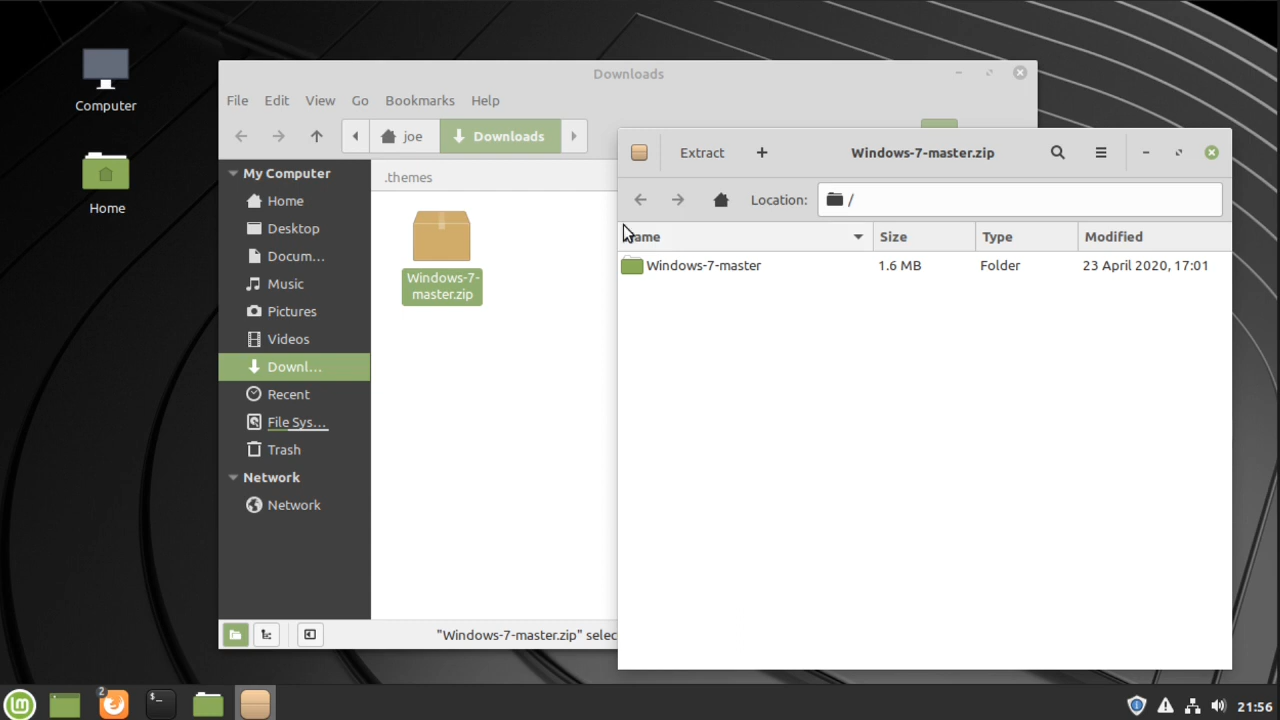 Computer
Home
Downloads
File Edit View Go Bookmarks Help
joe Downloads
My Computer
Home
Desktop
Docum...
Music
Pictures
Videos
Downl...
Recent
File Sys...
Trash
Network
Network
.themes
Windows-7-
master.zip
"Windows-7-master.zip" selec
Extract + Windows-7-master.zip
Location: /
ame Size Type Modified
Windows-7-master 1.6 MB Folder 23 April 2020, 17:01
2
$_
21:56